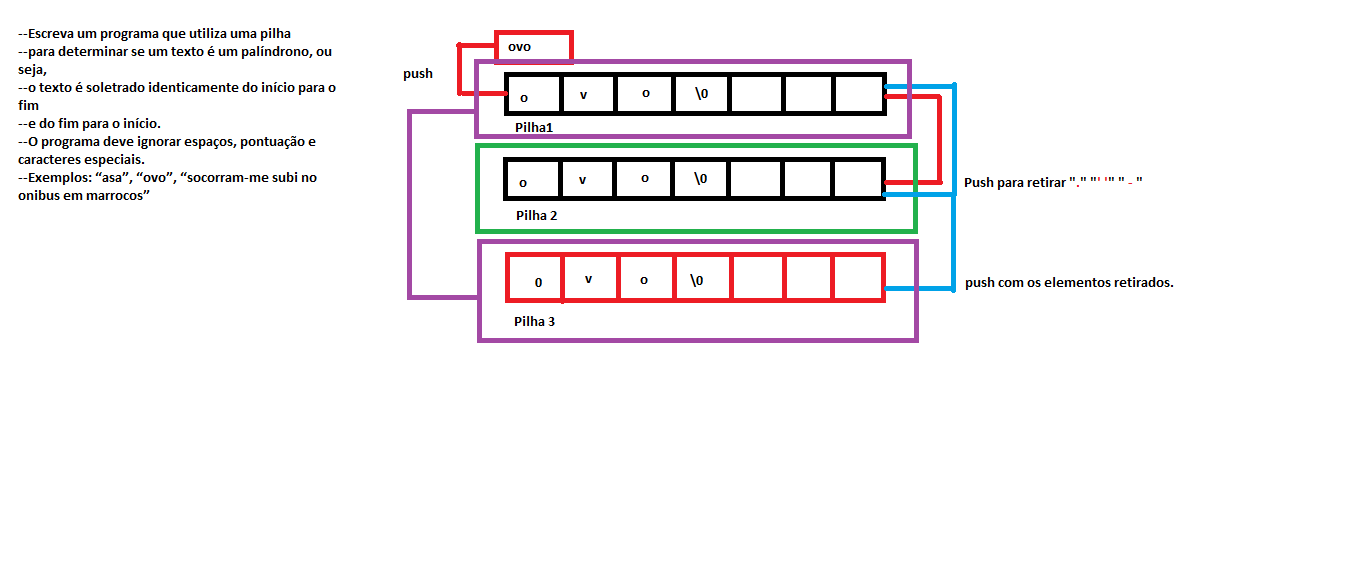 --Escreva um programa que utiliza uma pilha
--para determinar se um texto é um palíndrono, ou
seja,
--o texto é soletrado identicamente do início para o
fim
--e do fim para o início.
--O programa deve ignorar espaços, pontuação e
caracteres especiais.
--Exemplos: “asa”, “ovo”, “socorram-me subi no
onibus em marrocos”
ovo
push
o v o \0
Pilha1
o v o \0
Pilha 2
Push para retirar "." "' '" " - "
0 v o \0
Pilha 3
push com os elementos retirados.